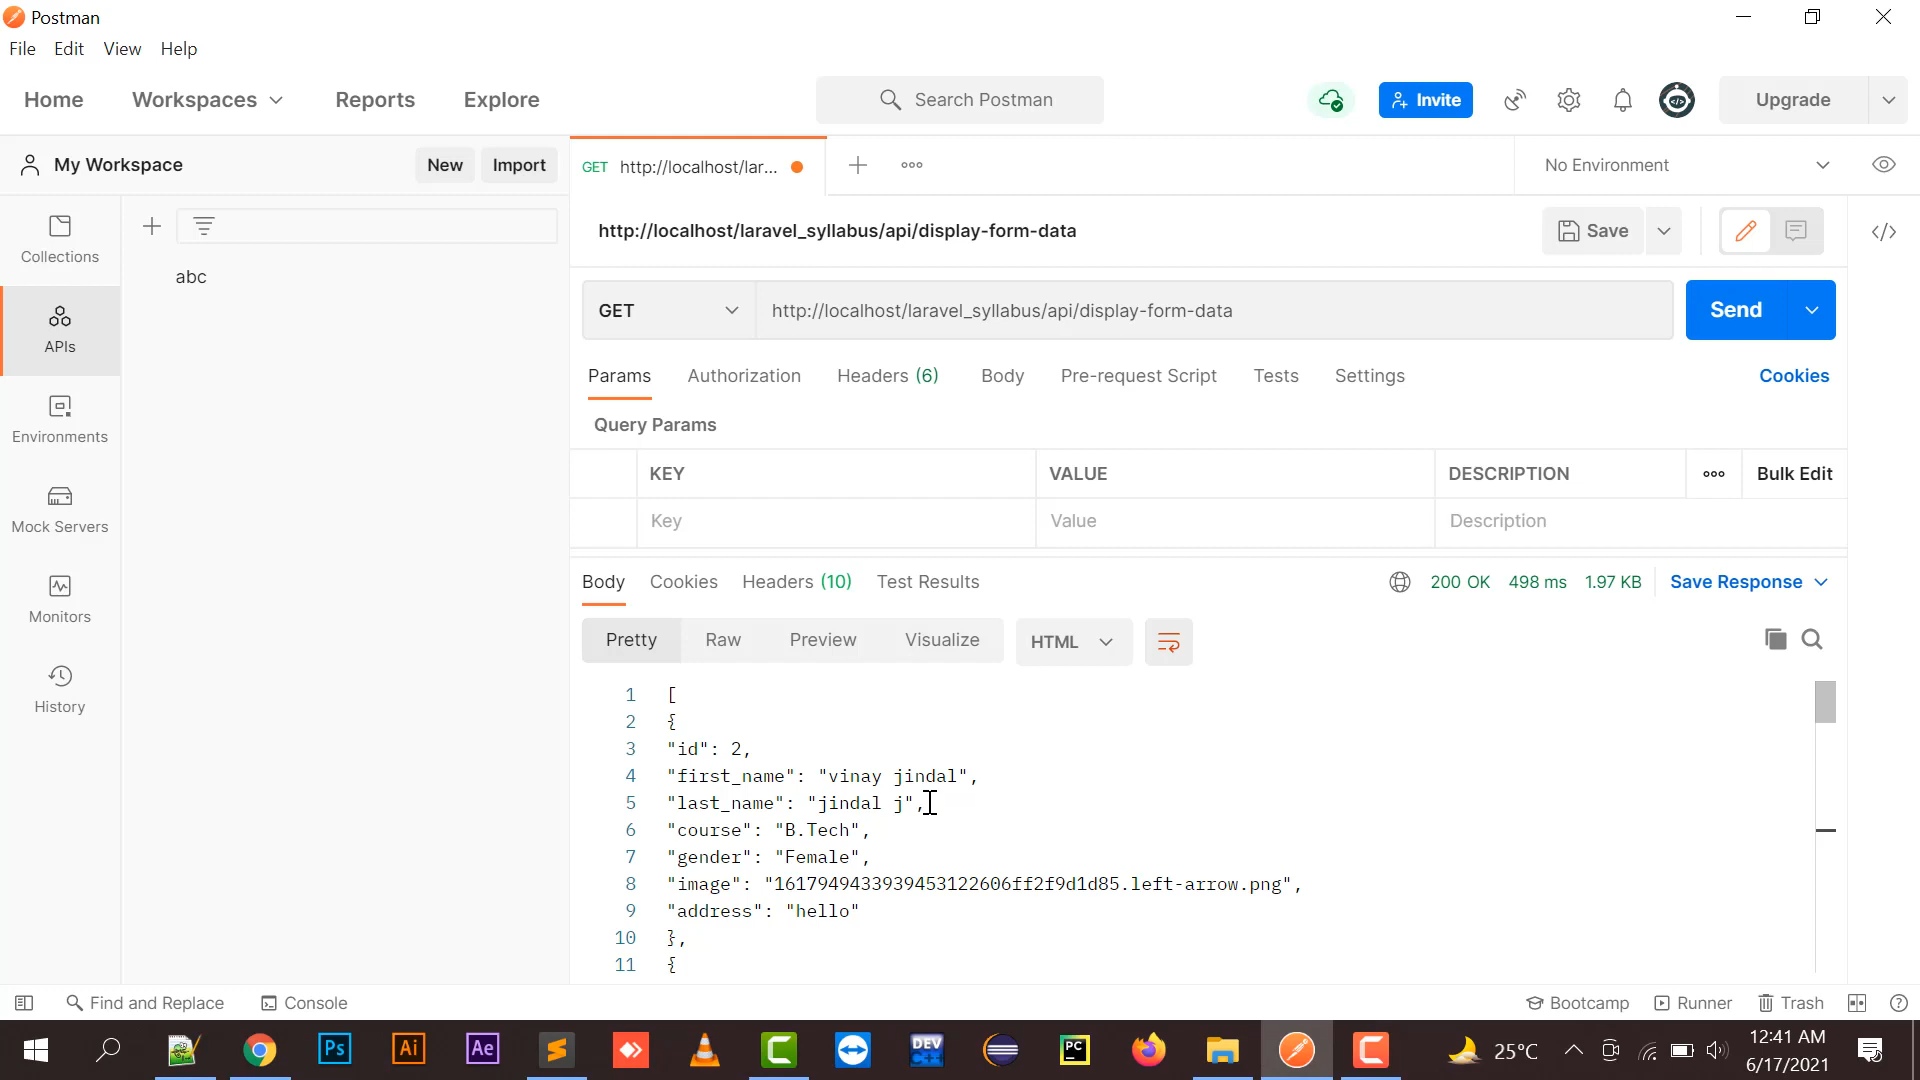 Postman
File Edit View Help
Home Workspaces Reports Explore Search Postman Invite Upgrade
My Workspace New Import GET http://localhost/lar... No Environment
Collections
APIs
Environments
Mock Servers
Monitors
History
abc
http://localhost/laravel_syllabus/api/display-form-data Save
GET http://localhost/laravel_syllabus/api/display-form-data Send
Params Authorization Headers (6) Body Pre-request Script Tests Settings Cookies
Query Params
KEY VALUE DESCRIPTION Bulk Edit
Key Value Description
Body Cookies Headers (10) Test Results 200 OK 498 ms 1.97 KB Save Response
Pretty Raw Preview Visualize HTML
1 [
2 {
3 "id": 2,
4 "first_name": "vinay jindal",
5 "last_name": "jindal j",
6 "course": "B.Tech",
7 "gender": "Female",
8 "image": "1617949433939453122606ff2f9d1d85.left-arrow.png",
9 "address": "hello"
10 },
11 {
Find and Replace Console Bootcamp Runner Trash
Ps Ai Ae DEV C++ PC 25°C 12:41 AM
6/17/2021